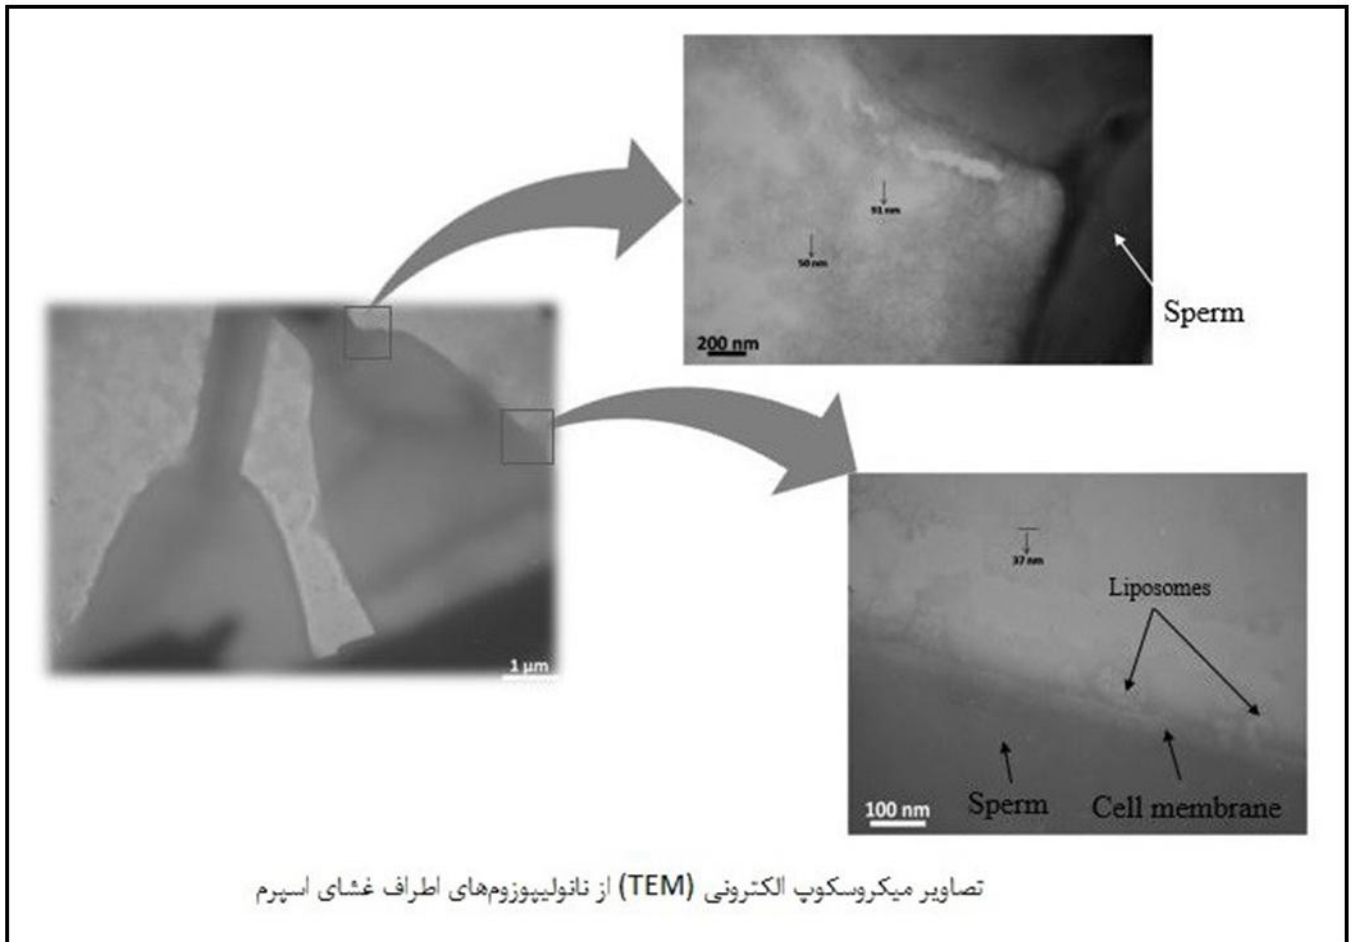 91 nm
50 nm
Sperm
200 nm
1 µm
37 nm
Liposomes
Sperm
Cell membrane
100 nm
تصاویر میکروسکوپ الکترونی (TEM) از نانولیپوزوم‌های اطراف غشای اسپرم